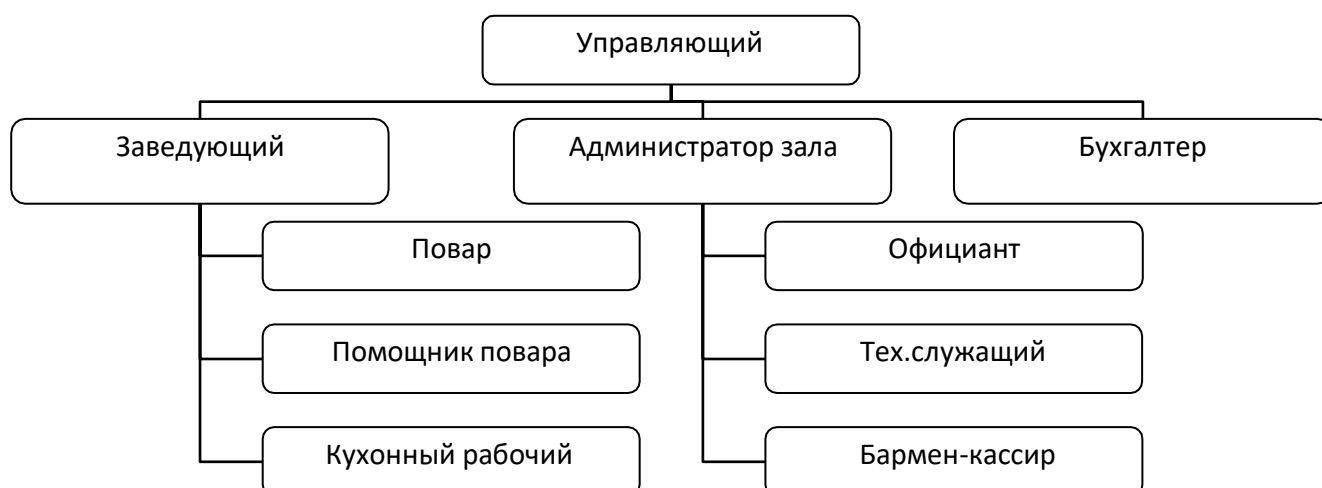 Управляющий
Заведующий
Администратор зала
Бухгалтер
Повар
Официант
Помощник повара
Тех.служащий
Кухонный рабочий
Бармен-кассир